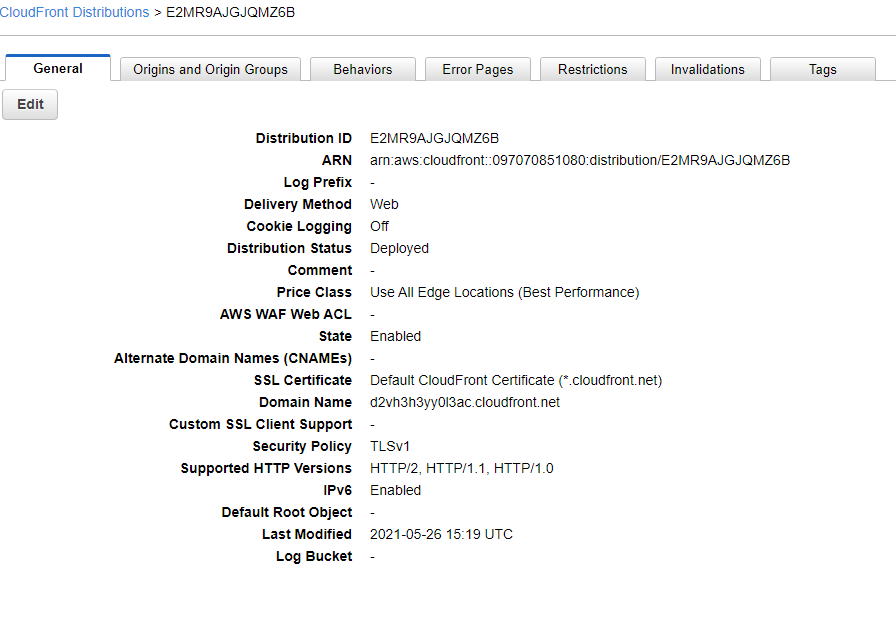 CloudFront Distributions > E2MR9AJGJQMZ6B
General Origins and Origin Groups Behaviors Error Pages Restrictions Invalidations Tags
Edit
Distribution ID E2MR9AJGJQMZ6B
ARN arn:aws:cloudfront::097070851080:distribution/E2MR9AJGJQMZ6B
Log Prefix -
Delivery Method Web
Cookie Logging Off
Distribution Status Deployed
Comment -
Price Class Use All Edge Locations (Best Performance)
AWS WAF Web ACL -
State Enabled
Alternate Domain Names (CNAMEs) -
SSL Certificate Default CloudFront Certificate (*.cloudfront.net)
Domain Name d2vh3h3yy0l3ac.cloudfront.net
Custom SSL Client Support -
Security Policy TLSv1
Supported HTTP Versions HTTP/2, HTTP/1.1, HTTP/1.0
IPv6 Enabled
Default Root Object -
Last Modified 2021-05-26 15:19 UTC
Log Bucket -